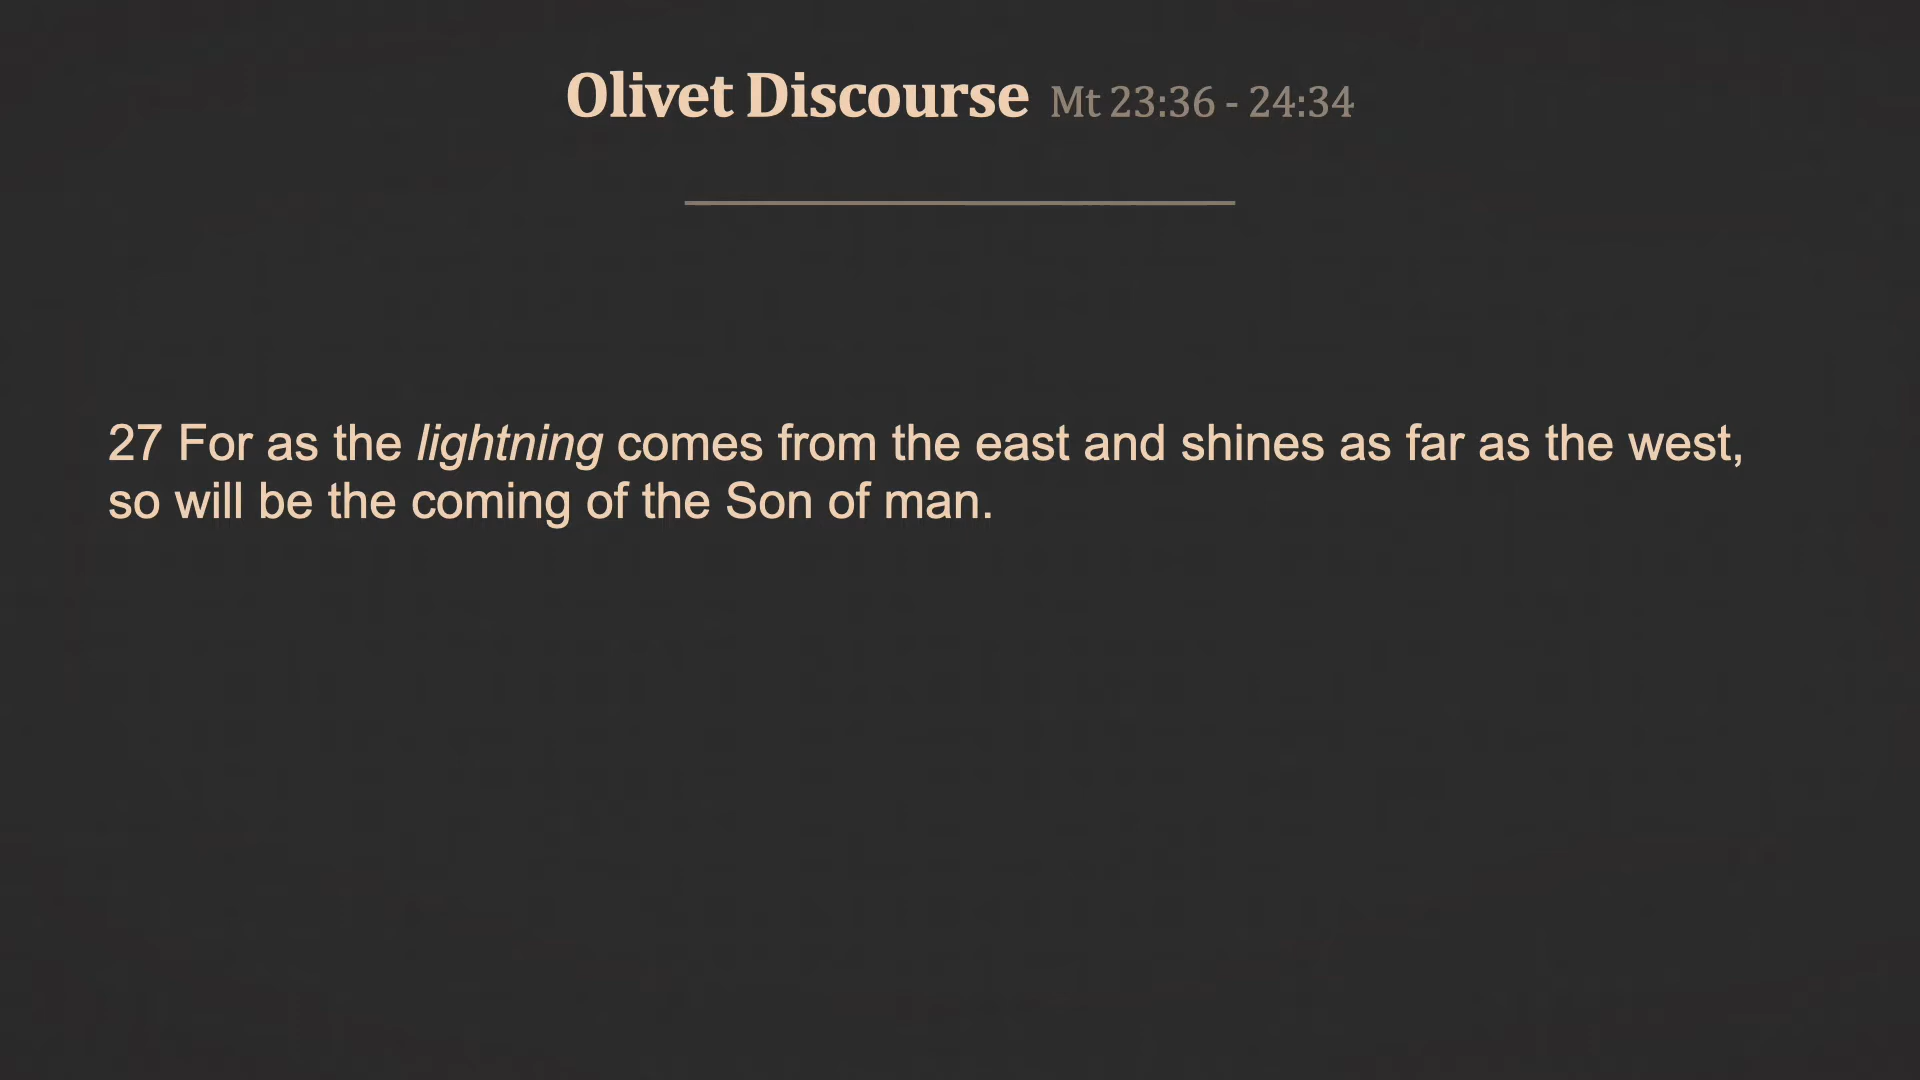 Olivet Discourse Mt 23:36 - 24:34
27 For as the lightning comes from the east and shines as far as the west,
so will be the coming of the Son of man.